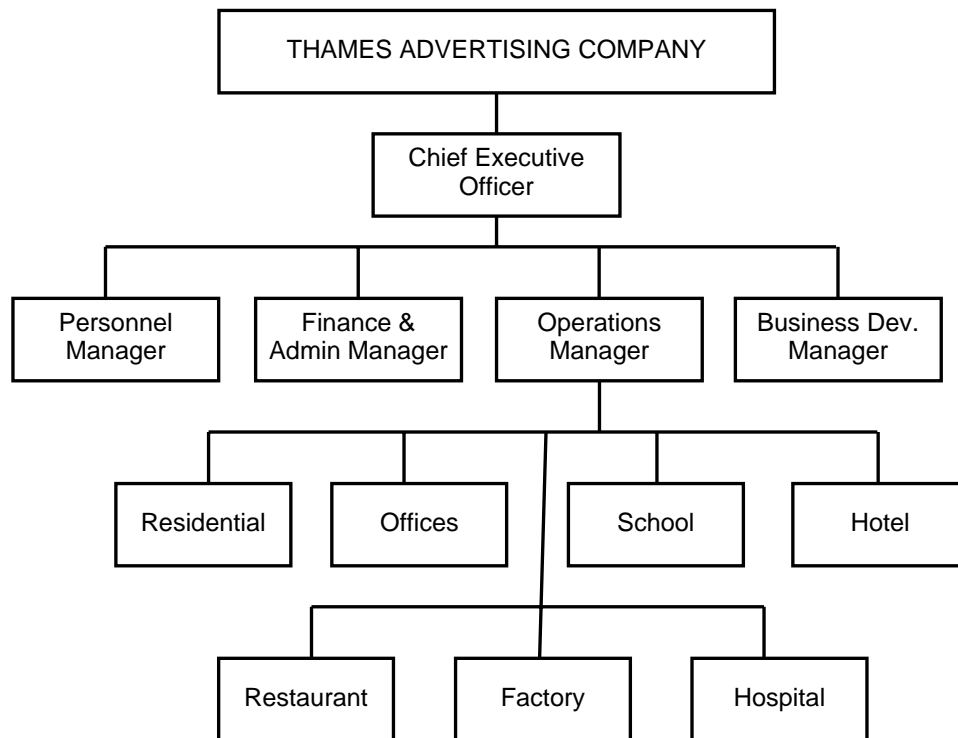 THAMES ADVERTISING COMPANY
Chief Executive
Officer
Personnel
Manager
Finance &
Admin Manager
Operations
Manager
Business Dev.
Manager
Residential
Offices
School
Hotel
Restaurant
Factory
Hospital